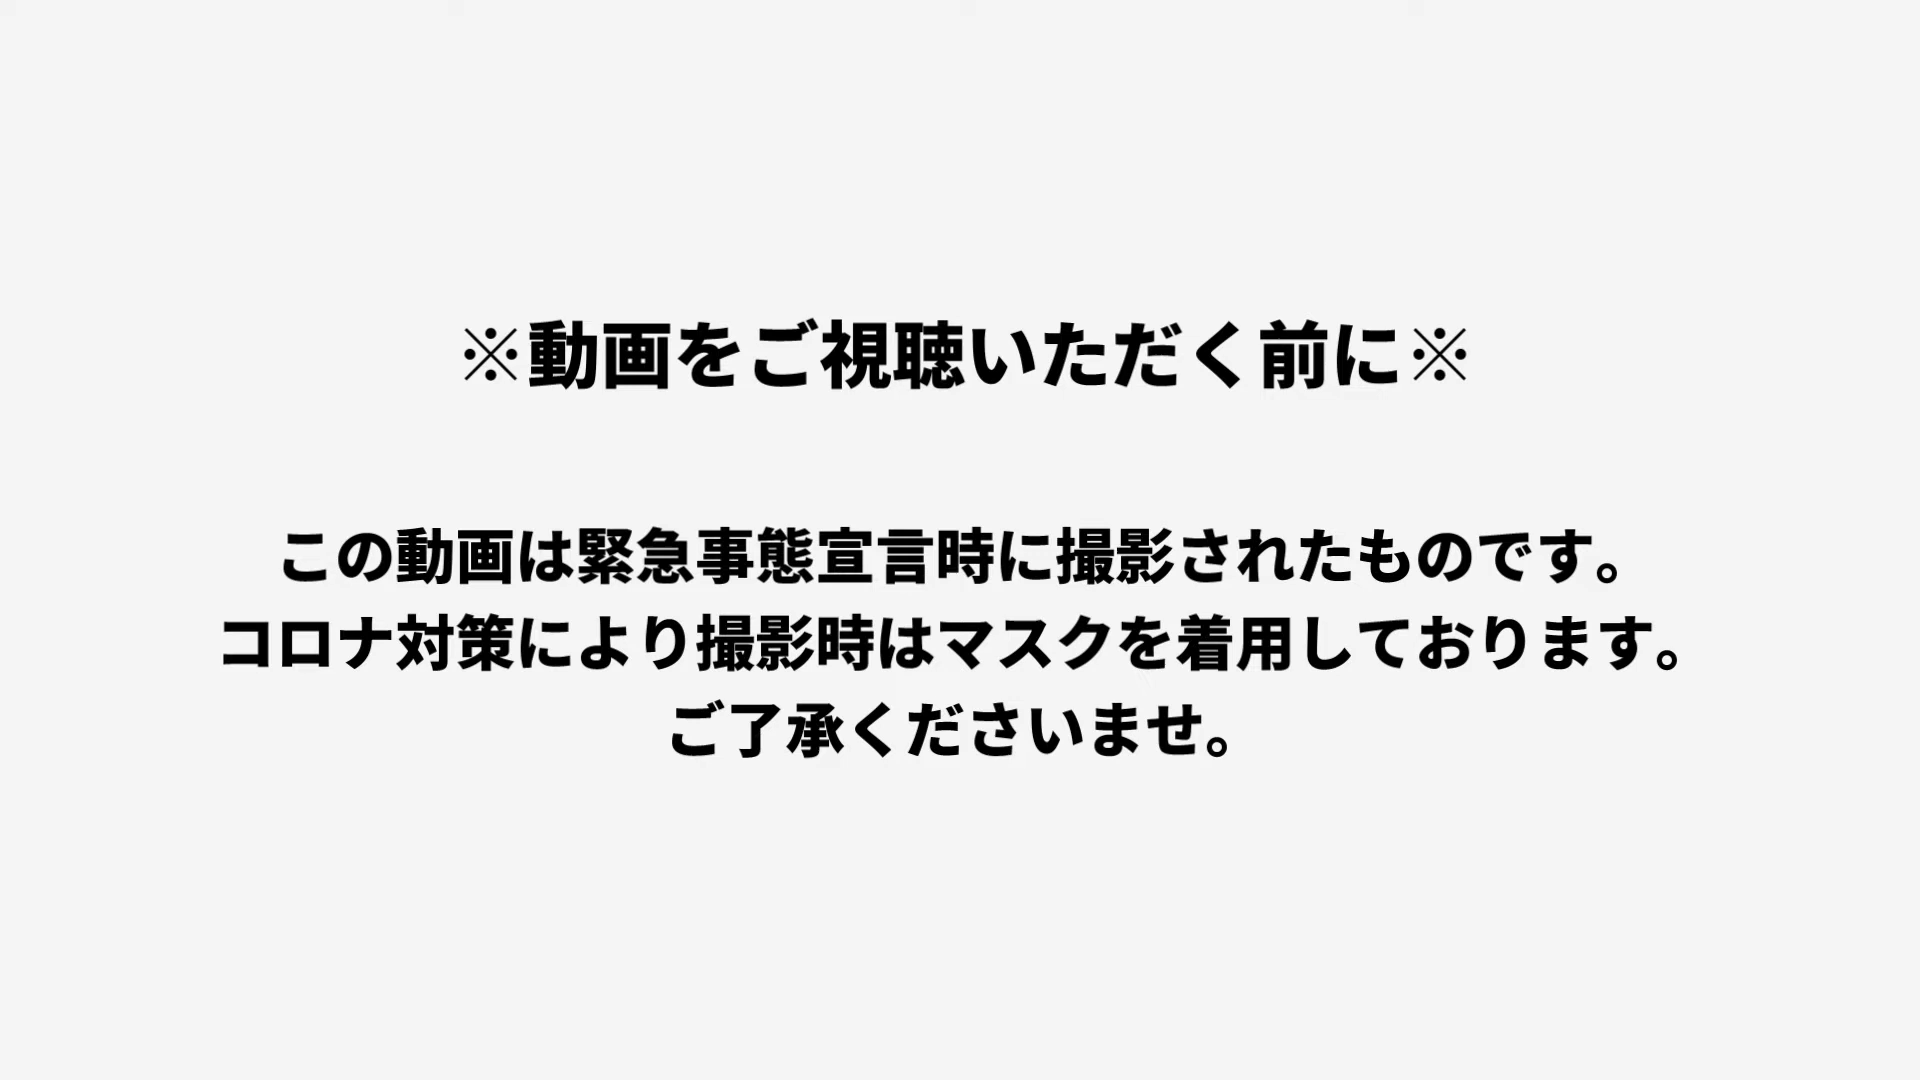 ※動画をご視聴いただく前に※
この動画は緊急事態宣言時に撮影されたものです。
コロナ対策により撮影時はマスクを着用しております。
ご了承くださいませ。